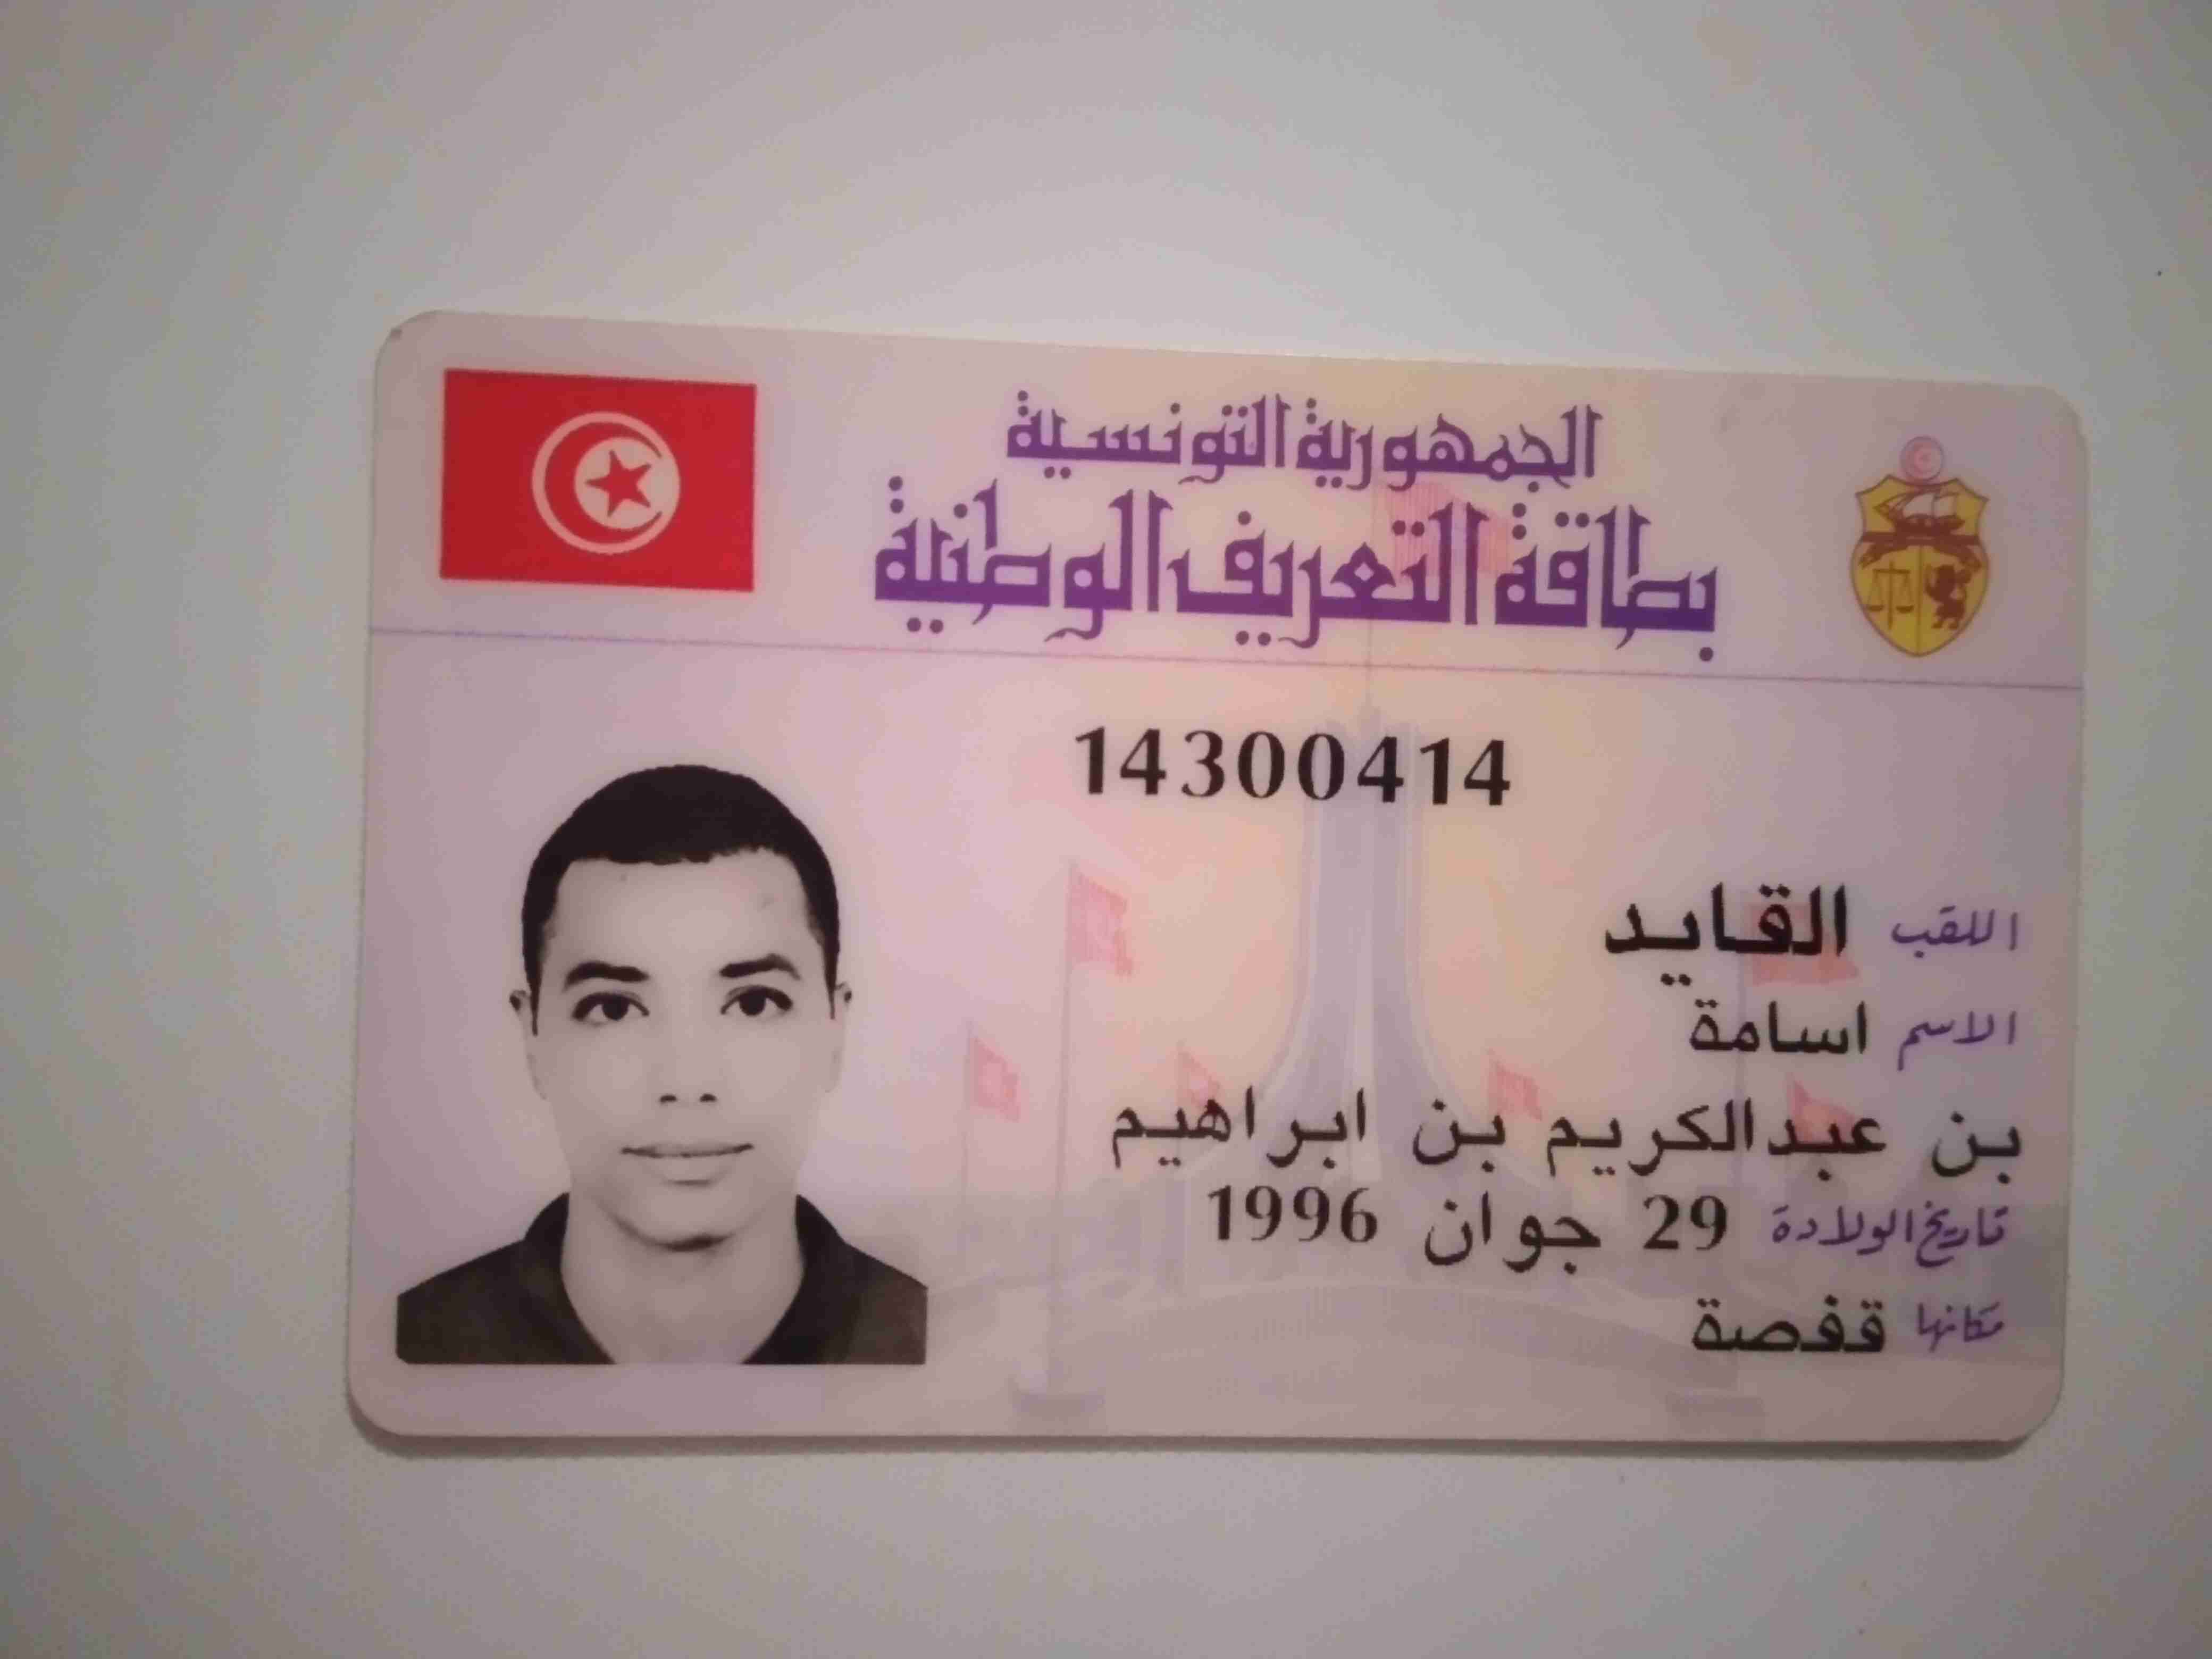 الجمهورية التونسية
بطاقة التعريف الوطنية
14300414
اللقب القايد
الاسم اسامة
بن عبدالكريم بن ابراهيم
تاريخ الولادة 29 جوان 1996
مكانها قفصة